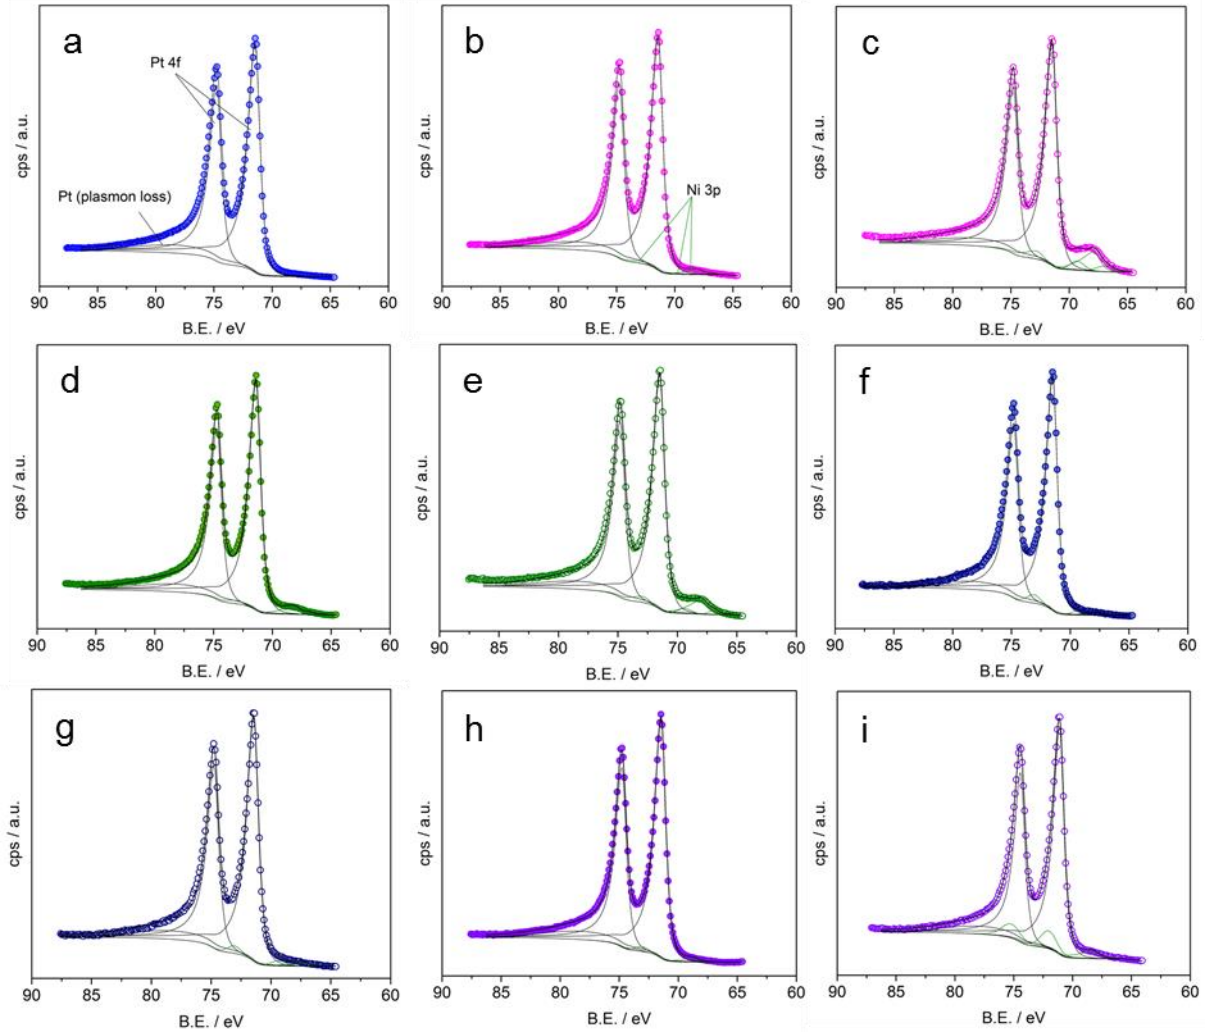 a
Pt 4f
Pt (plasmon loss)
cps / a.u.
90 85 80 75 70 65 60
B.E. / eV
b
Ni 3p
cps / a.u.
90 85 80 75 70 65 60
B.E. / eV
c
cps / a.u.
90 85 80 75 70 65 60
B.E. / eV
d
cps / a.u.
90 85 80 75 70 65 60
B.E. / eV
e
cps / a.u.
90 85 80 75 70 65 60
B.E. / eV
f
cps / a.u.
90 85 80 75 70 65 60
B.E. / eV
g
cps / a.u.
90 85 80 75 70 65 60
B.E. / eV
h
cps / a.u.
90 85 80 75 70 65 60
B.E. / eV
i
cps / a.u.
90 85 80 75 70 65 60
B.E. / eV